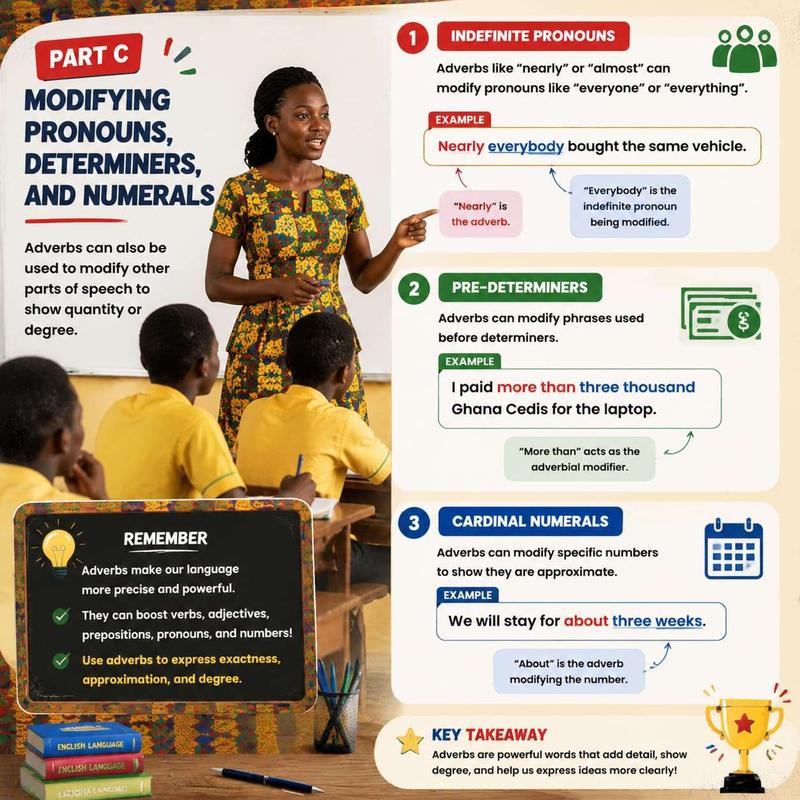 PART C
MODIFYING
PRONOUNS,
DETERMINERS,
AND NUMERALS
Adverbs can also be
used to modify other
parts of speech to
show quantity or
degree.
1 INDEFINITE PRONOUNS
Adverbs like “nearly” or “almost” can
modify pronouns like “everyone” or “everything”.
EXAMPLE
Nearly everybody bought the same vehicle.
“Nearly” is
the adverb.
“Everybody” is the
indefinite pronoun
being modified.
2 PRE-DETERMINERS
Adverbs can modify phrases used
before determiners.
$
EXAMPLE
I paid more than three thousand
Ghana Cedis for the laptop.
“More than” acts as the
adverbial modifier.
3 CARDINAL NUMERALS
Adverbs can modify specific numbers
to show they are approximate.
EXAMPLE
We will stay for about three weeks.
“About” is the adverb
modifying the number.
REMEMBER
Adverbs make our language
more precise and powerful.
They can boost verbs, adjectives,
prepositions, pronouns, and numbers!
Use adverbs to express exactness,
approximation, and degree.
ENGLISH LANGUAGE
ENGLISH LANGUAGE
KEY TAKEAWAY
Adverbs are powerful words that add detail, show
degree, and help us express ideas more clearly!